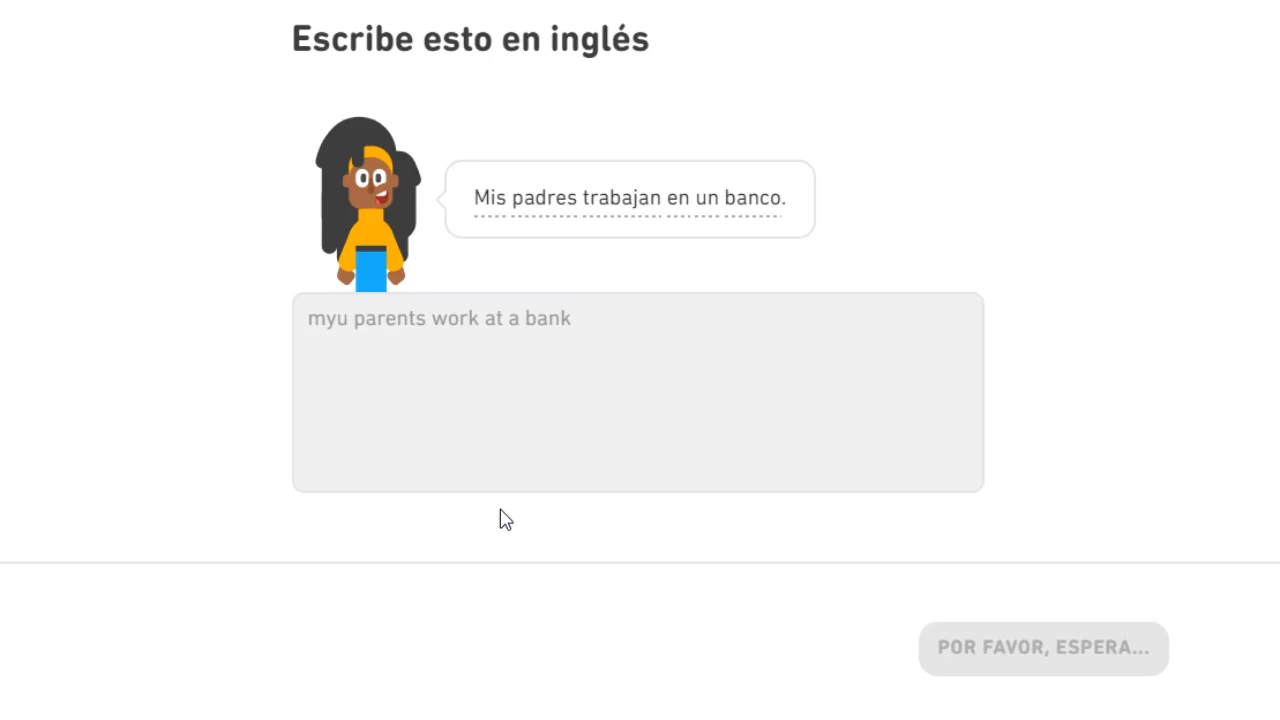 Escribe esto en inglés
Mis padres trabajan en un banco.
myu parents work at a bank
POR FAVOR, ESPERA...